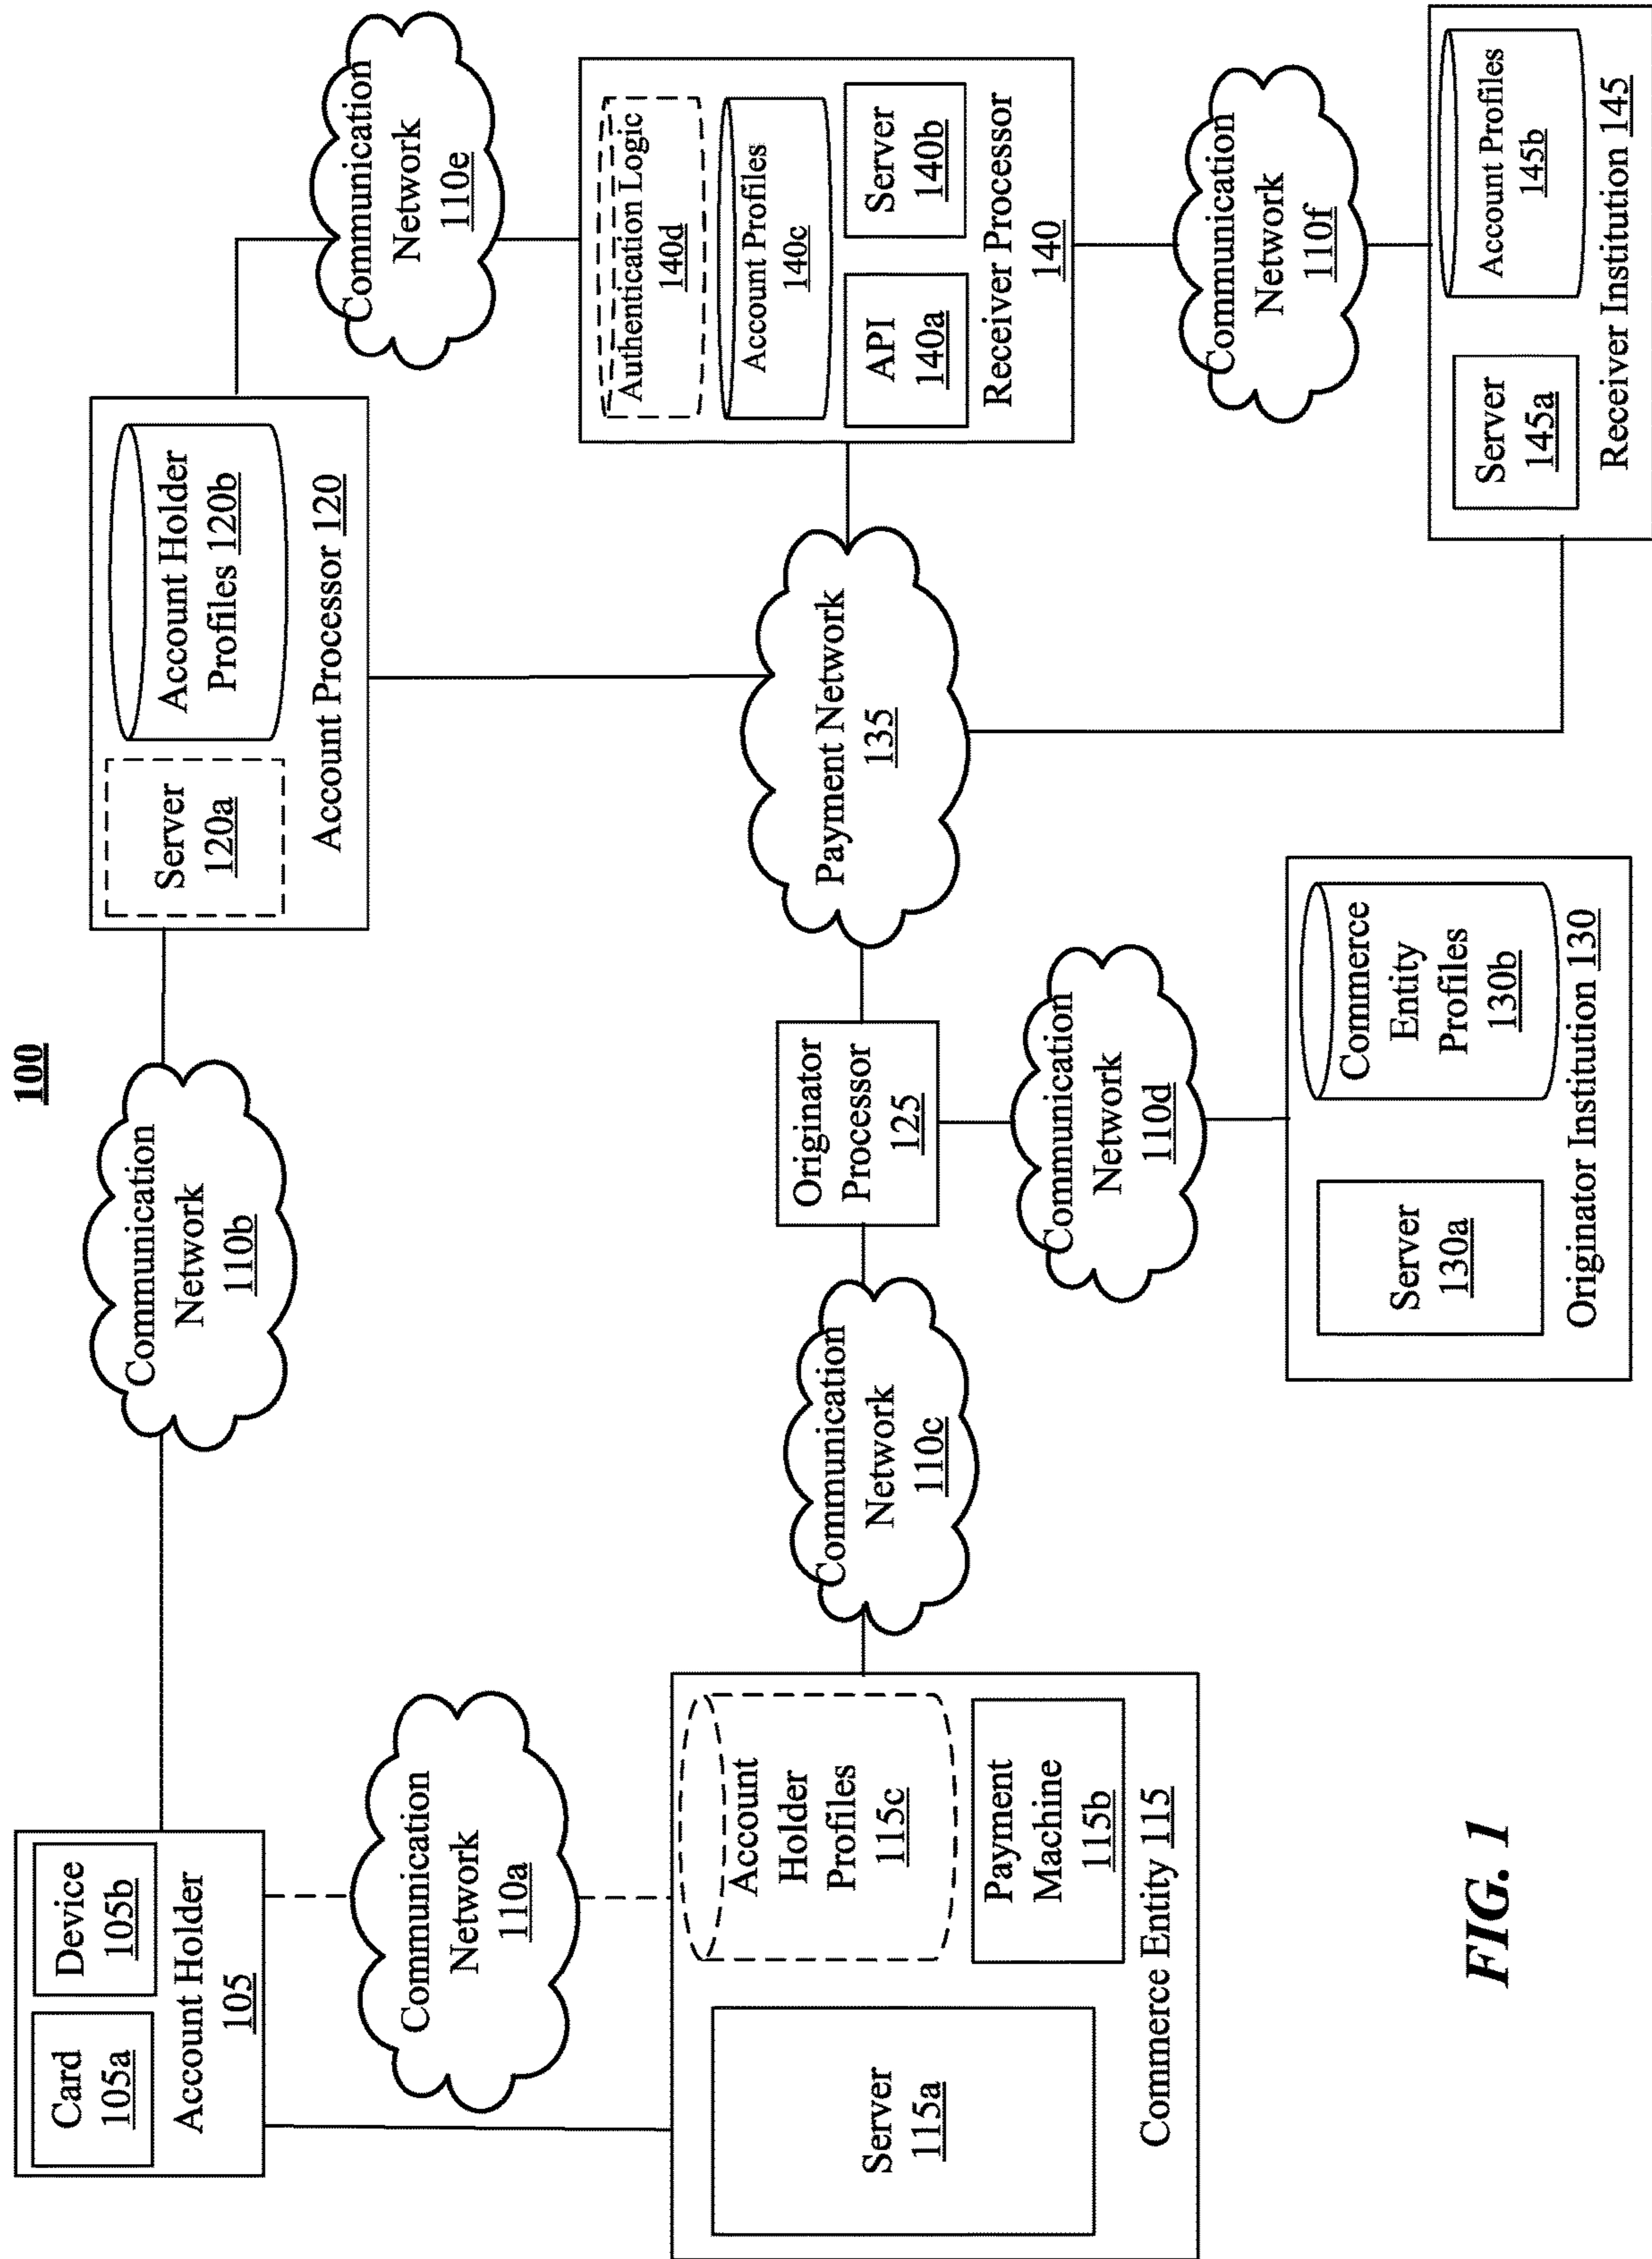 100
Card
105a
Device
105b
Account Holder
105
Communication
Network
110b
Server
120a
Account Holder
Profiles 120b
Account Processor 120
Communication
Network
110e
Communication
Network
110a
Server
115a
Account
Holder
Profiles
115c
Payment
Machine
115b
Commerce Entity 115
Communication
Network
110c
Originator
Processor
125
Payment Network
135
Authentication Logic
140d
Account Profiles
140c
API
140a
Server
140b
Receiver Processor
140
Communication
Network
110d
Server
130a
Commerce
Entity
Profiles
130b
Originator Institution 130
Communication
Network
110f
Server
145a
Account Profiles
145b
Receiver Institution 145
FIG. 1